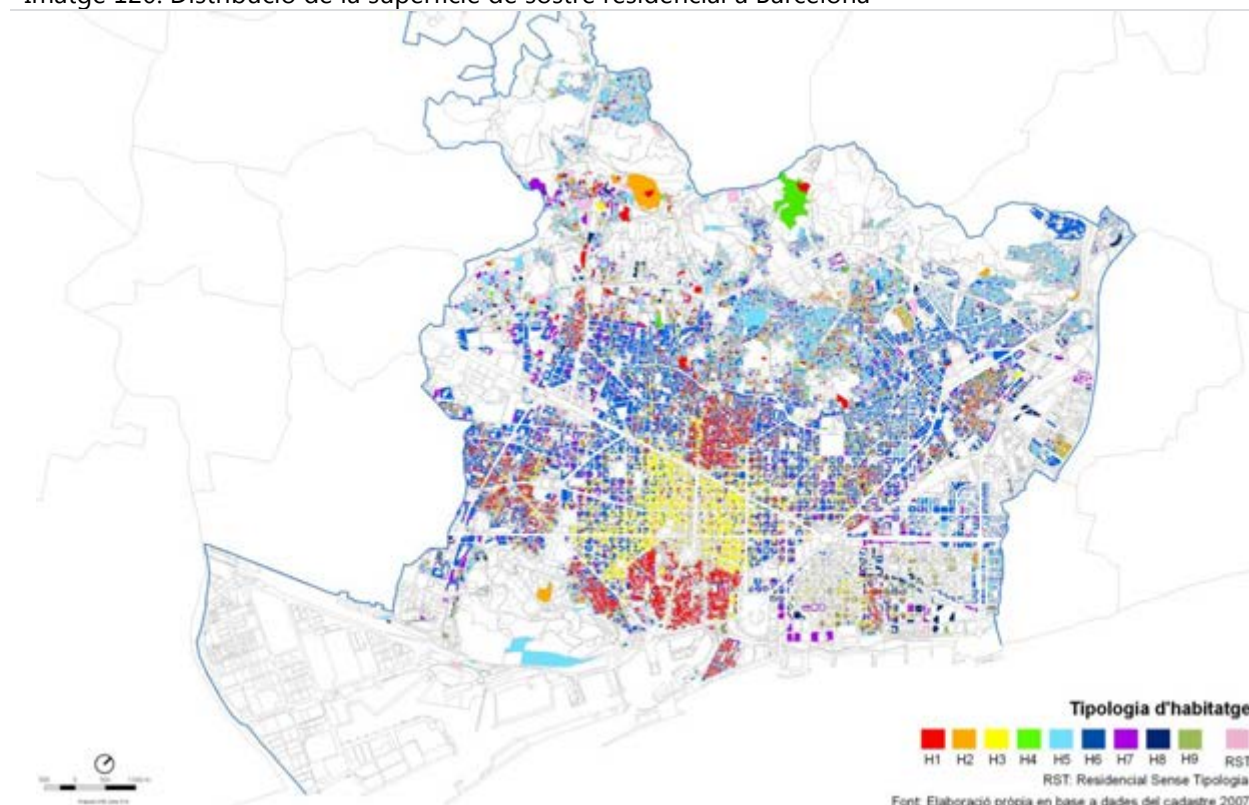 Imatge 120. Distribució de la superfície de sostre residencial a Barcelona
Tipologia d'habitatge
H1 H2 H3 H4 H5 H6 H7 H8 H9 RST
RST: Residencial Sense Tipologia
Font: Elaboració pròpia en base a dades del cadastre 2007